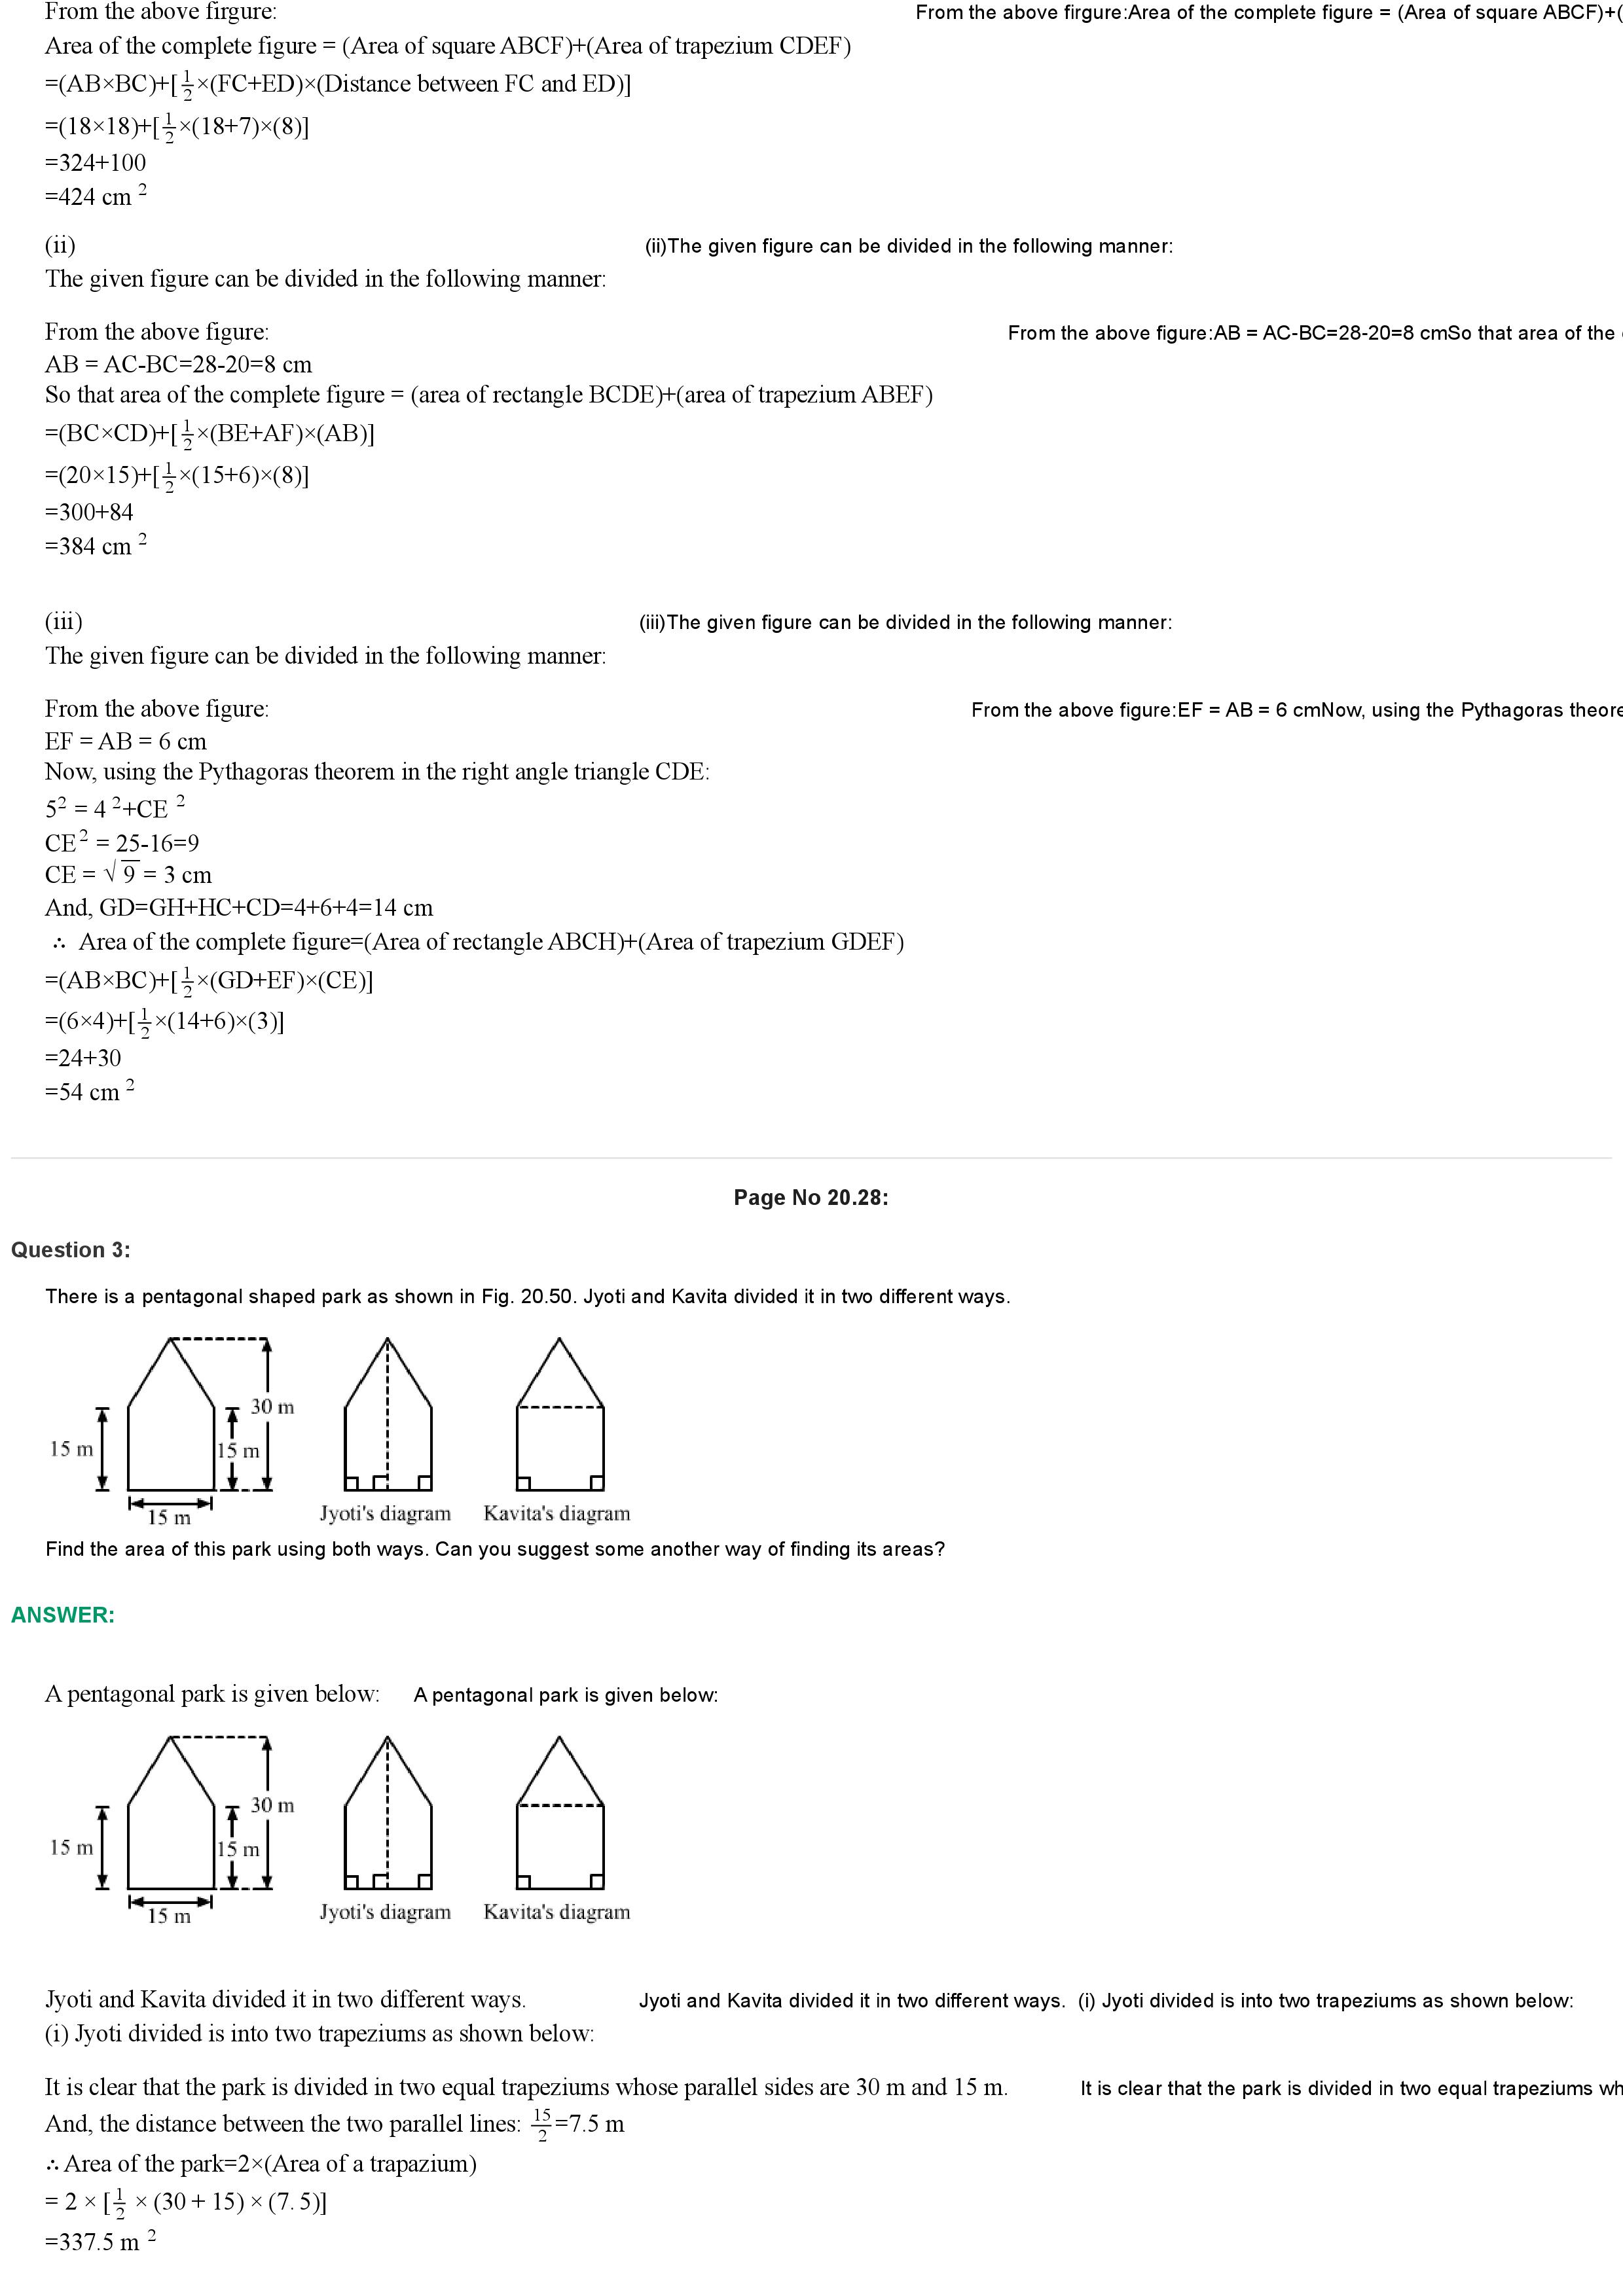 From the above firgure:
From the above firgure:Area of the complete figure = (Area of square ABCF)+(
Area of the complete figure = (Area of square ABCF)+(Area of trapezium CDEF)
=(AB×BC)+[1/2×(FC+ED)×(Distance between FC and ED)]
=(18×18)+[1/2×(18+7)×(8)]
=324+100
=424 cm ²
(ii)
(ii)The given figure can be divided in the following manner:
The given figure can be divided in the following manner:
From the above figure:
From the above figure:AB = AC-BC=28-20=8 cmSo that area of the
AB = AC-BC=28-20=8 cm
So that area of the complete figure = (area of rectangle BCDE)+(area of trapezium ABEF)
=(BC×CD)+[1/2×(BE+AF)×(AB)]
=(20×15)+[1/2×(15+6)×(8)]
=300+84
=384 cm ²
(iii)
(iii)The given figure can be divided in the following manner:
The given figure can be divided in the following manner:
From the above figure:
From the above figure:EF = AB = 6 cmNow, using the Pythagoras theore
EF = AB = 6 cm
Now, using the Pythagoras theorem in the right angle triangle CDE:
5² = 4 ²+CE ²
CE² = 25-16=9
CE = √9 = 3 cm
And, GD=GH+HC+CD=4+6+4=14 cm
∴ Area of the complete figure=(Area of rectangle ABCH)+(Area of trapezium GDEF)
=(AB×BC)+[1/2×(GD+EF)×(CE)]
=(6×4)+[1/2×(14+6)×(3)]
=24+30
=54 cm ²
Page No 20.28:
Question 3:
There is a pentagonal shaped park as shown in Fig. 20.50. Jyoti and Kavita divided it in two different ways.
30 m
15 m
15 m
15 m
Jyoti's diagram
Kavita's diagram
Find the area of this park using both ways. Can you suggest some another way of finding its areas?
ANSWER:
A pentagonal park is given below:
A pentagonal park is given below:
30 m
15 m
15 m
15 m
Jyoti's diagram
Kavita's diagram
Jyoti and Kavita divided it in two different ways.
Jyoti and Kavita divided it in two different ways. (i) Jyoti divided is into two trapeziums as shown below:
(i) Jyoti divided is into two trapeziums as shown below:
It is clear that the park is divided in two equal trapeziums whose parallel sides are 30 m and 15 m.
It is clear that the park is divided in two equal trapeziums wh
And, the distance between the two parallel lines: 15/2=7.5 m
∴ Area of the park=2×(Area of a trapazium)
= 2 × [1/2 × (30 + 15) × (7. 5)]
=337.5 m ²